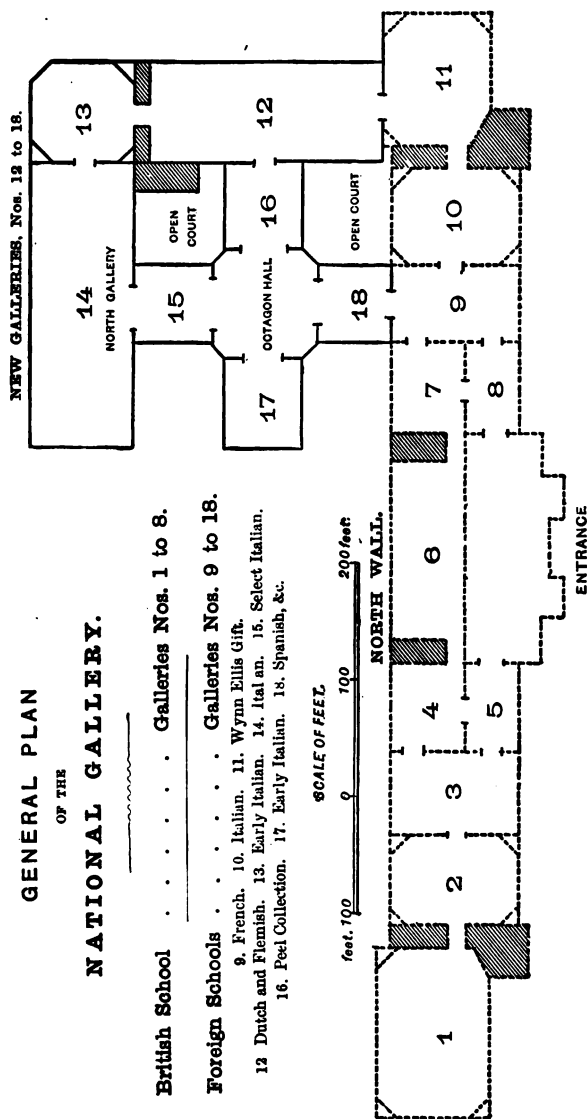 GENERAL PLAN
OF THE
NATIONAL GALLERY.
British School . . . . . Galleries Nos. 1 to 8.
Foreign Schools . . . . . . Galleries Nos. 9 to 18.
9. French. 10. Italian. 11. Wynn Ellis Gift.
12 Dutch and Flemish. 13. Early Italian. 14. Ital an. 15. Select Italian.
16. Peel Collection. 17. Early Italian. 18. Spanish, &c.
NEW GALLERIES, Nos. 12 to 18.
SCALE OF FEET.
feet. 100 0 100 200 feet.
NORTH WALL.
14
NORTH GALLERY
13
15
OPEN
COURT
12
17
OCTAGON HALL
16
18
OPEN COURT
11
1
2
3
4
5
6
7
8
9
10
ENTRANCE